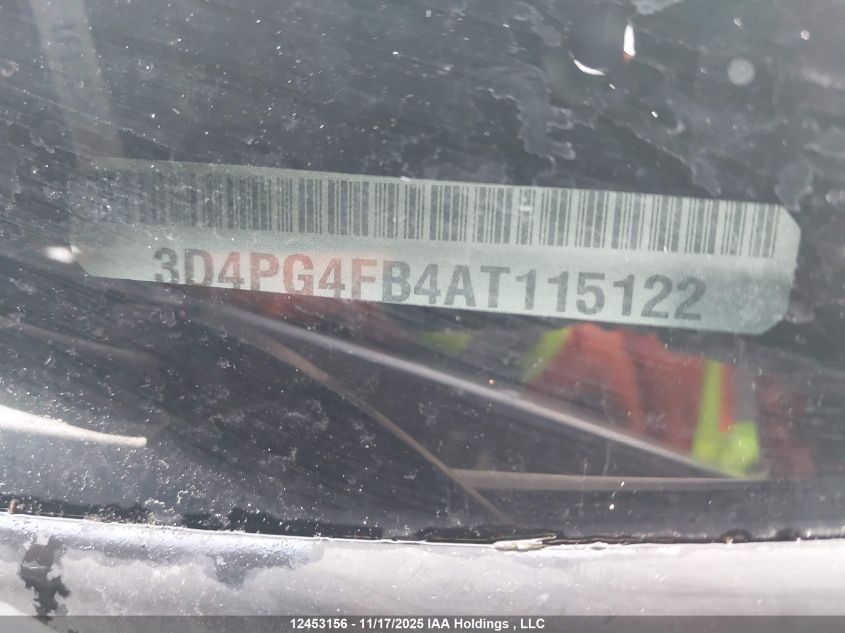 3D4PG4FB4AT115122
12453156 - 11/17/2025 IAA Holdings , LLC